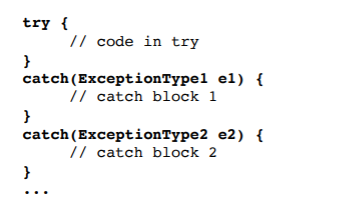 try {
      // code in try
}
catch(ExceptionType1 e1) {
      // catch block 1
}
catch(ExceptionType2 e2) {
      // catch block 2
}
...